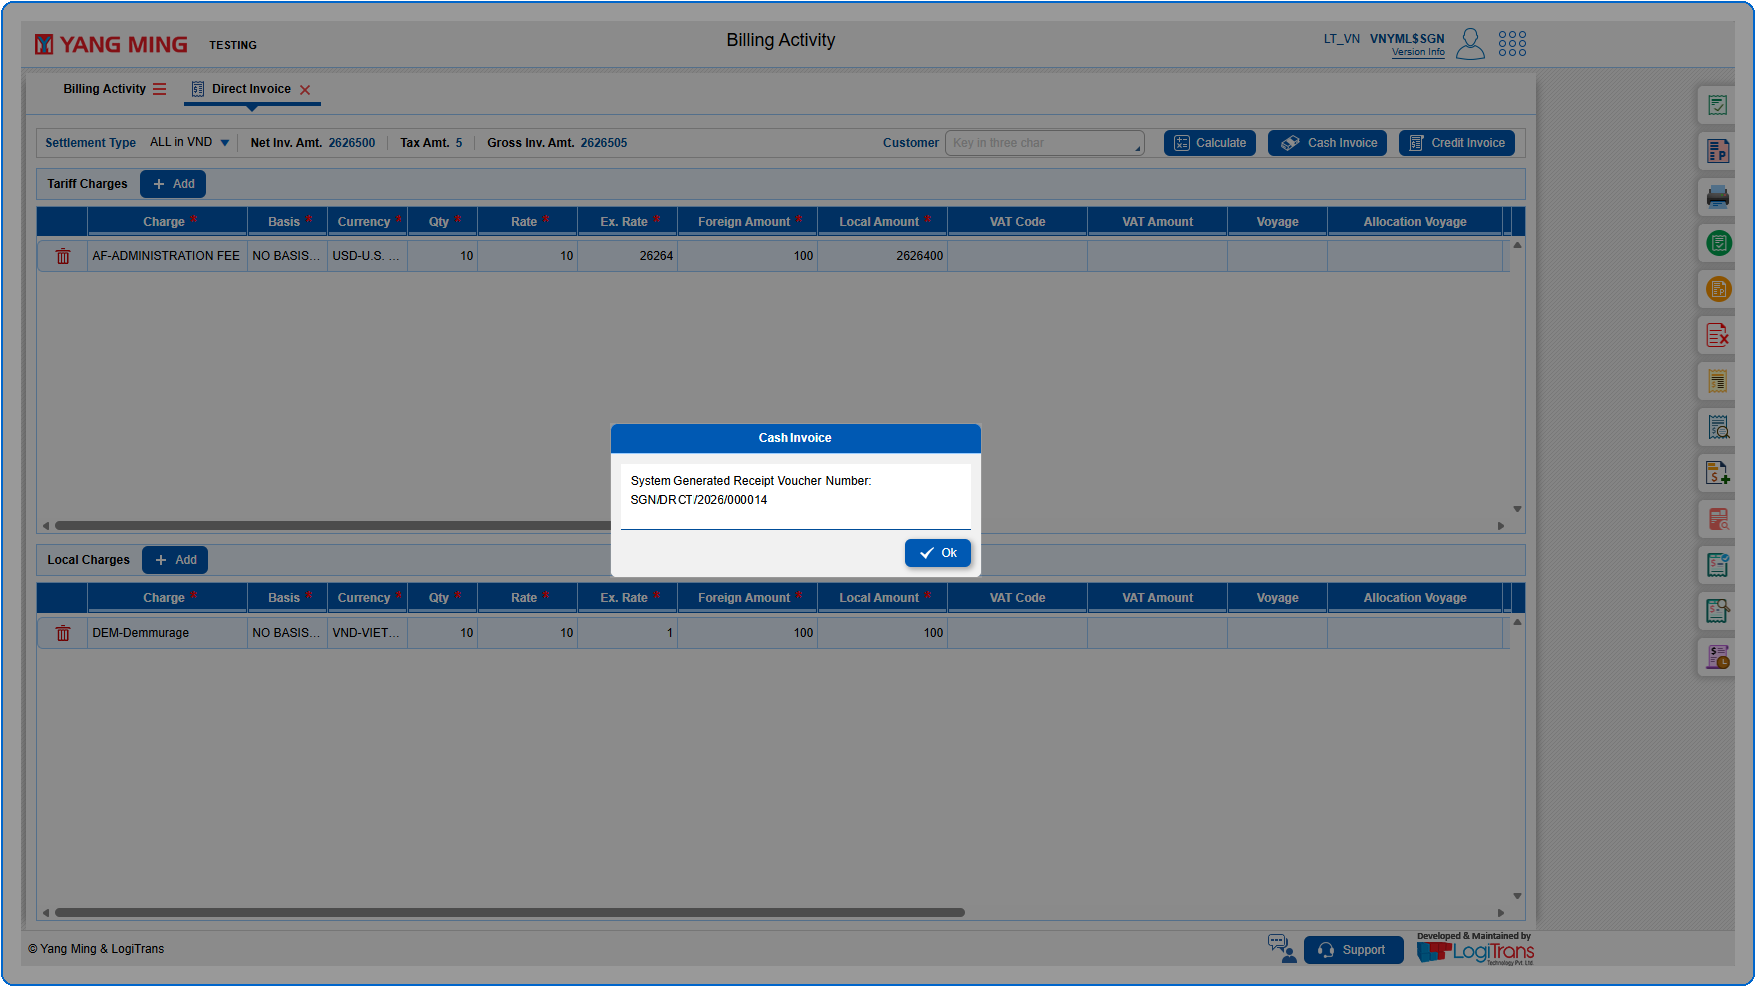 YANG MING TESTING Billing Activity LT_VN VNYML$SGN
Version Info
Billing Activity Direct Invoice
Settlement Type ALL in VND Net Inv. Amt. 2626500 Tax Amt. 5 Gross Inv. Amt. 2626505 Customer Key in three char Calculate Cash Invoice Credit Invoice
Tariff Charges + Add
Charge * Basis * Currency * Qty * Rate * Ex. Rate * Foreign Amount * Local Amount * VAT Code VAT Amount Voyage Allocation Voyage
AF-ADMINISTRATION FEE NO BASIS... USD-U.S. ... 10 10 26264 100 2626400
Cash Invoice
System Generated Receipt Voucher Number:
SGN/DRCT/2026/000014
Ok
Local Charges + Add
Charge * Basis * Currency * Qty * Rate * Ex. Rate * Foreign Amount * Local Amount * VAT Code VAT Amount Voyage Allocation Voyage
DEM-Demmurage NO BASIS... VND-VIET... 10 10 1 100 100
© Yang Ming & LogiTrans Support
Developed & Maintained by
LogiTrans
Technology Pvt. Ltd.